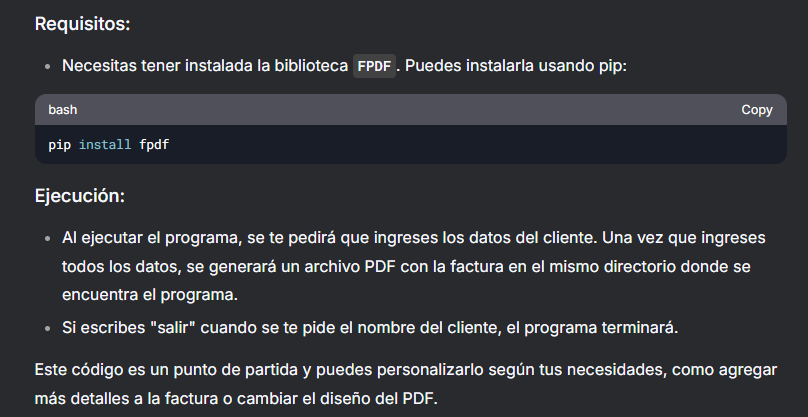 Requisitos:
Necesitas tener instalada la biblioteca FPDF. Puedes instalarla usando pip:
bash Copy
pip install fpdf
Ejecución:
Al ejecutar el programa, se te pedirá que ingreses los datos del cliente. Una vez que ingreses
todos los datos, se generará un archivo PDF con la factura en el mismo directorio donde se
encuentra el programa.
Si escribes "salir" cuando se te pide el nombre del cliente, el programa terminará.
Este código es un punto de partida y puedes personalizarlo según tus necesidades, como agregar
más detalles a la factura o cambiar el diseño del PDF.